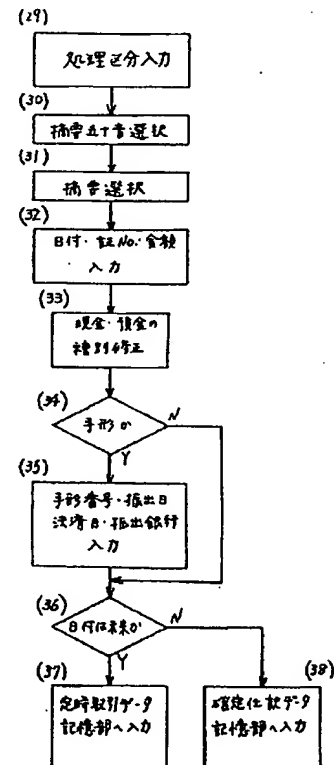 (29)
処理区分入力
(30)
摘要五十音選択
(31)
摘要選択
(32)
日付・証No.金額
入力
(33)
現金・預金の
種別修正
(34)
手形か
N
Y
(35)
手形番号・振出日
決済日・振出銀行
入力
(36)
日付は未来か
N
Y
(37)
定時取引データ
記憶部へ入力
(38)
確定仕訳データ
記憶部へ入力